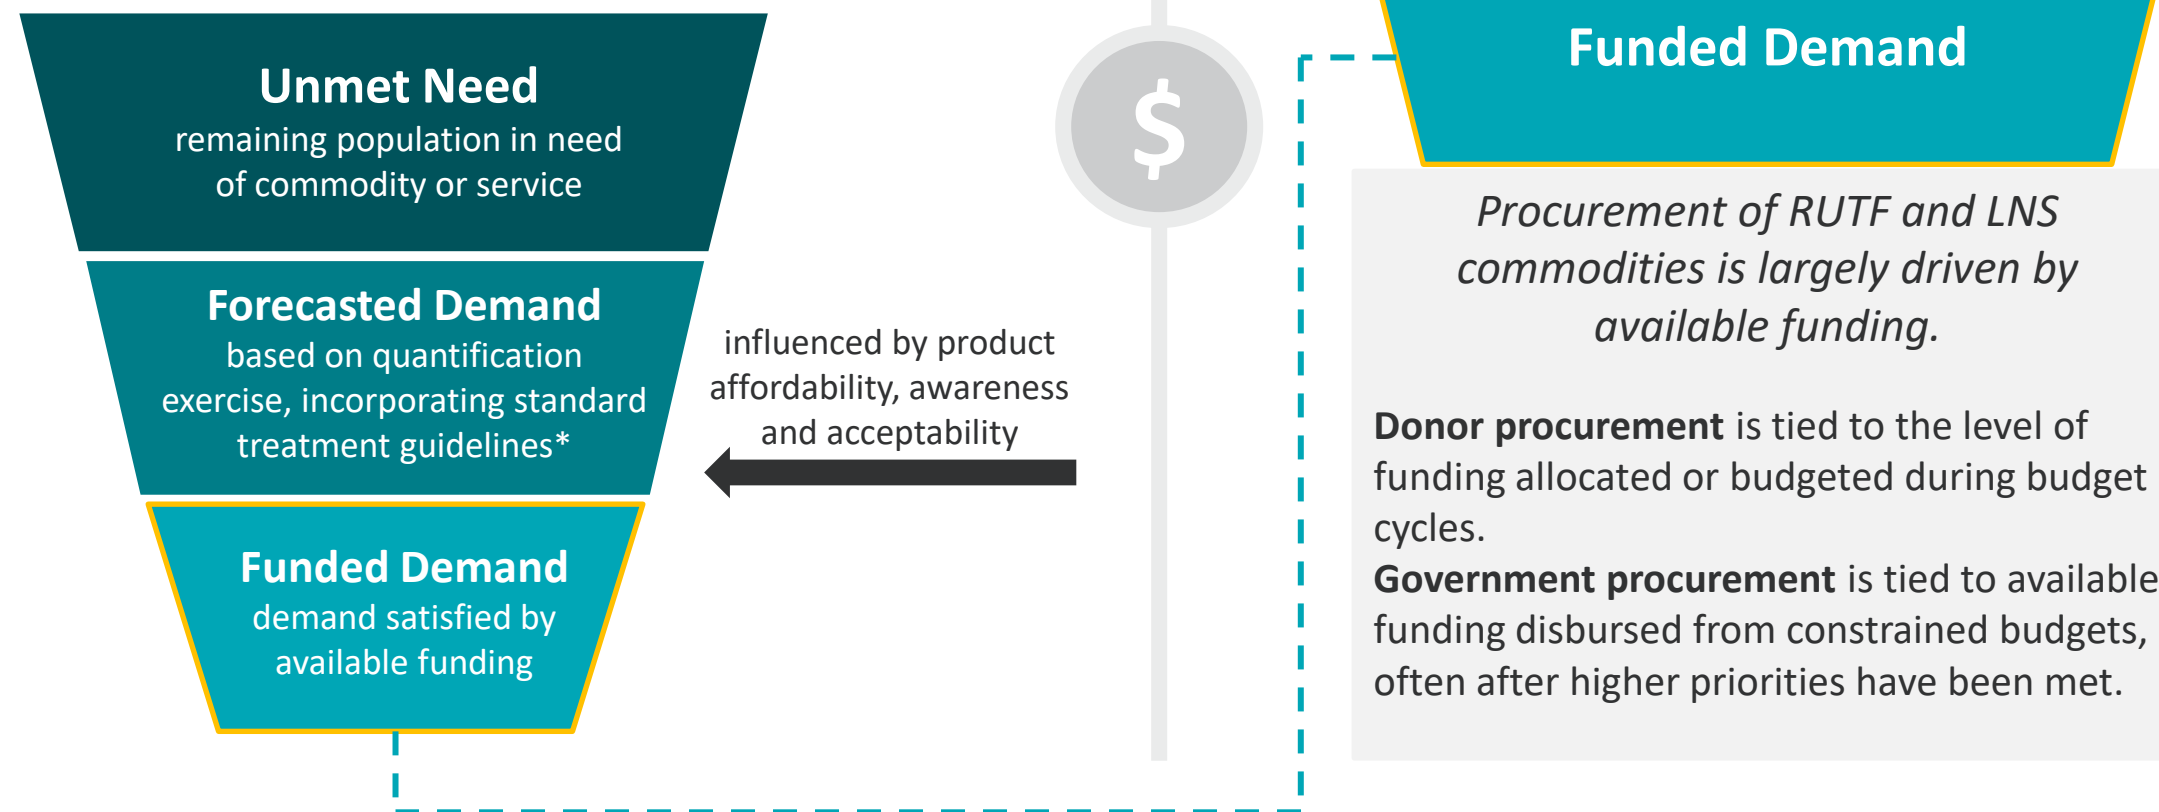 Unmet Need
remaining population in need
of commodity or service
Forecasted Demand
based on quantification
exercise, incorporating standard
treatment guidelines*
Funded Demand
demand satisfied by
available funding
influenced by product
affordability, awareness
and acceptability
$
Funded Demand
Procurement of RUTF and LNS
commodities is largely driven by
available funding.
Donor procurement is tied to the level of
funding allocated or budgeted during budget
cycles.
Government procurement is tied to available
funding disbursed from constrained budgets,
often after higher priorities have been met.